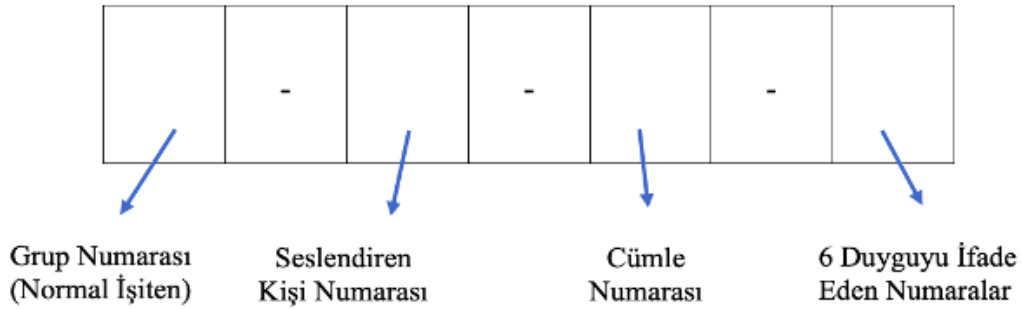 - - -
Grup Numarası
(Normal İşiten)
Seslendiren
Kişi Numarası
Cümle
Numarası
6 Duyguyu İfade
Eden Numaralar